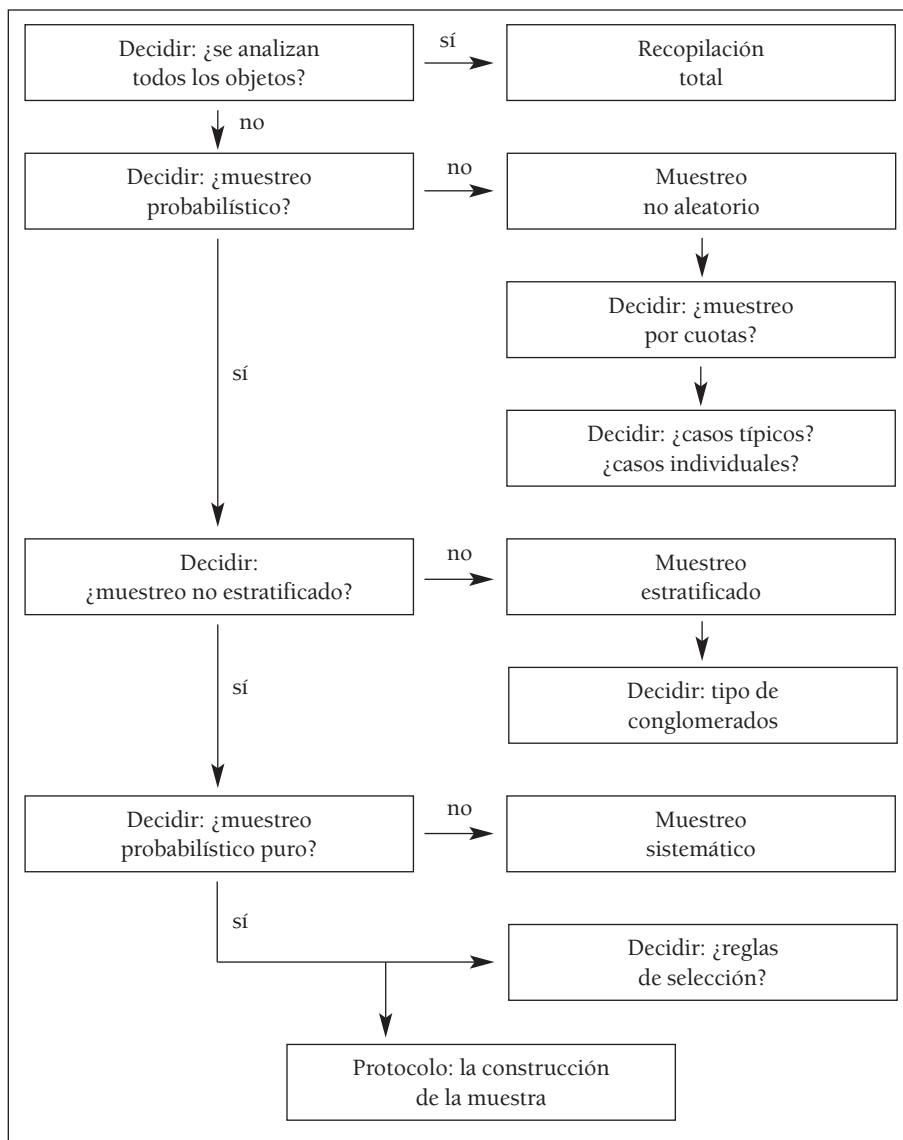 Decidir: ¿se analizan
todos los objetos?
sí
Recopilación
total
no
Decidir: ¿muestreo
probabilístico?
no
Muestreo
no aleatorio
Decidir: ¿muestreo
por cuotas?
sí
Decidir: ¿casos típicos?
¿casos individuales?
Decidir:
¿muestreo no estratificado?
no
Muestreo
estratificado
sí
Decidir: tipo de
conglomerados
Decidir: ¿muestreo
probabilístico puro?
no
Muestreo
sistemático
sí
Decidir: ¿reglas
de selección?
Protocolo: la construcción
de la muestra